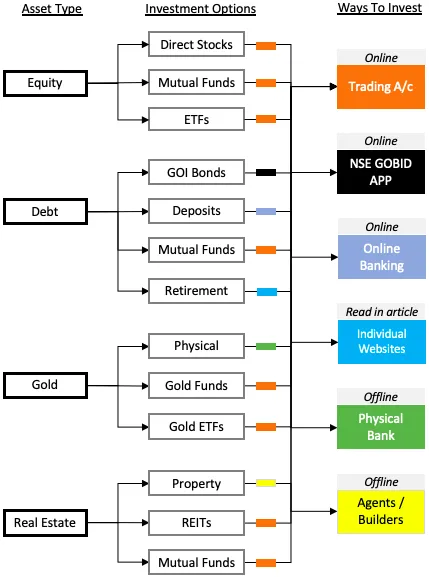 Asset Type
Investment Options
Ways To Invest
Equity
Direct Stocks
Mutual Funds
ETFs
Debt
GOI Bonds
Deposits
Mutual Funds
Retirement
Gold
Physical
Gold Funds
Gold ETFs
Real Estate
Property
REITs
Mutual Funds
Online
Trading A/c
Online
NSE GOBID
APP
Online
Online
Banking
Read in article
Individual
Websites
Offline
Physical
Bank
Offline
Agents /
Builders